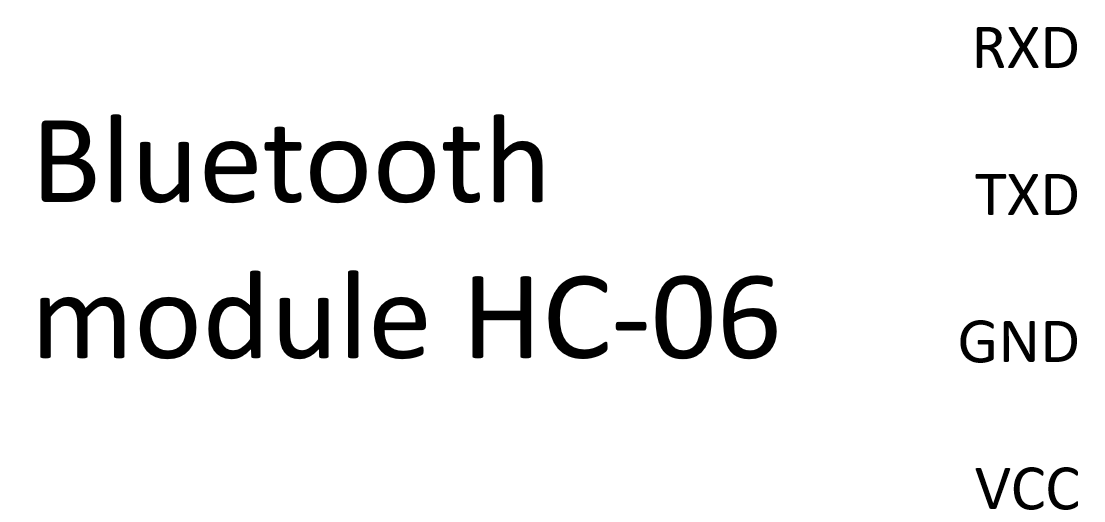 Bluetooth
module HC-06
RXD
TXD
GND
VCC